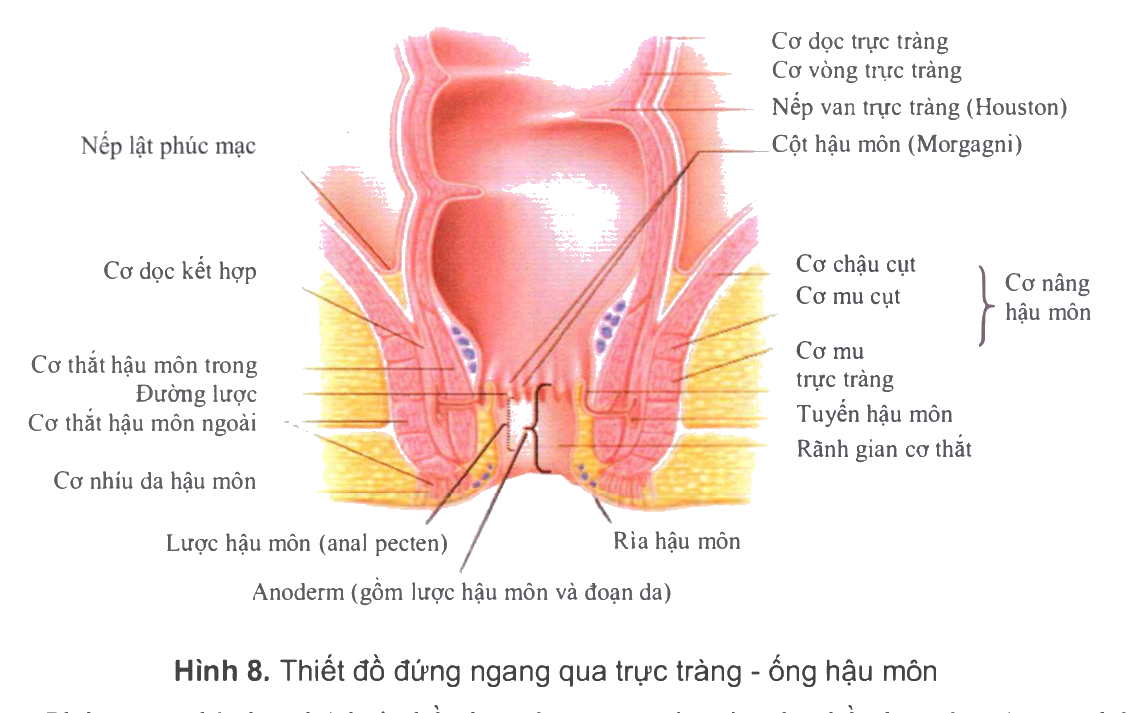 Cơ dọc trực tràng
Cơ vòng trực tràng
Nếp van trực tràng (Houston)
Cột hậu môn (Morgagni)
Nếp lật phúc mạc
Cơ dọc kết hợp
Cơ chậu cụt
Cơ mu cụt
Cơ nâng
hậu môn
Cơ thắt hậu môn trong
Đường lược
Cơ thắt hậu môn ngoài
Cơ nhíu da hậu môn
Cơ mu
trực tràng
Tuyến hậu môn
Rãnh gian cơ thắt
Lược hậu môn (anal pecten)
Rìa hậu môn
Anoderm (gồm lược hậu môn và đoạn da)
Hình 8. Thiết đồ đứng ngang qua trực tràng - ống hậu môn